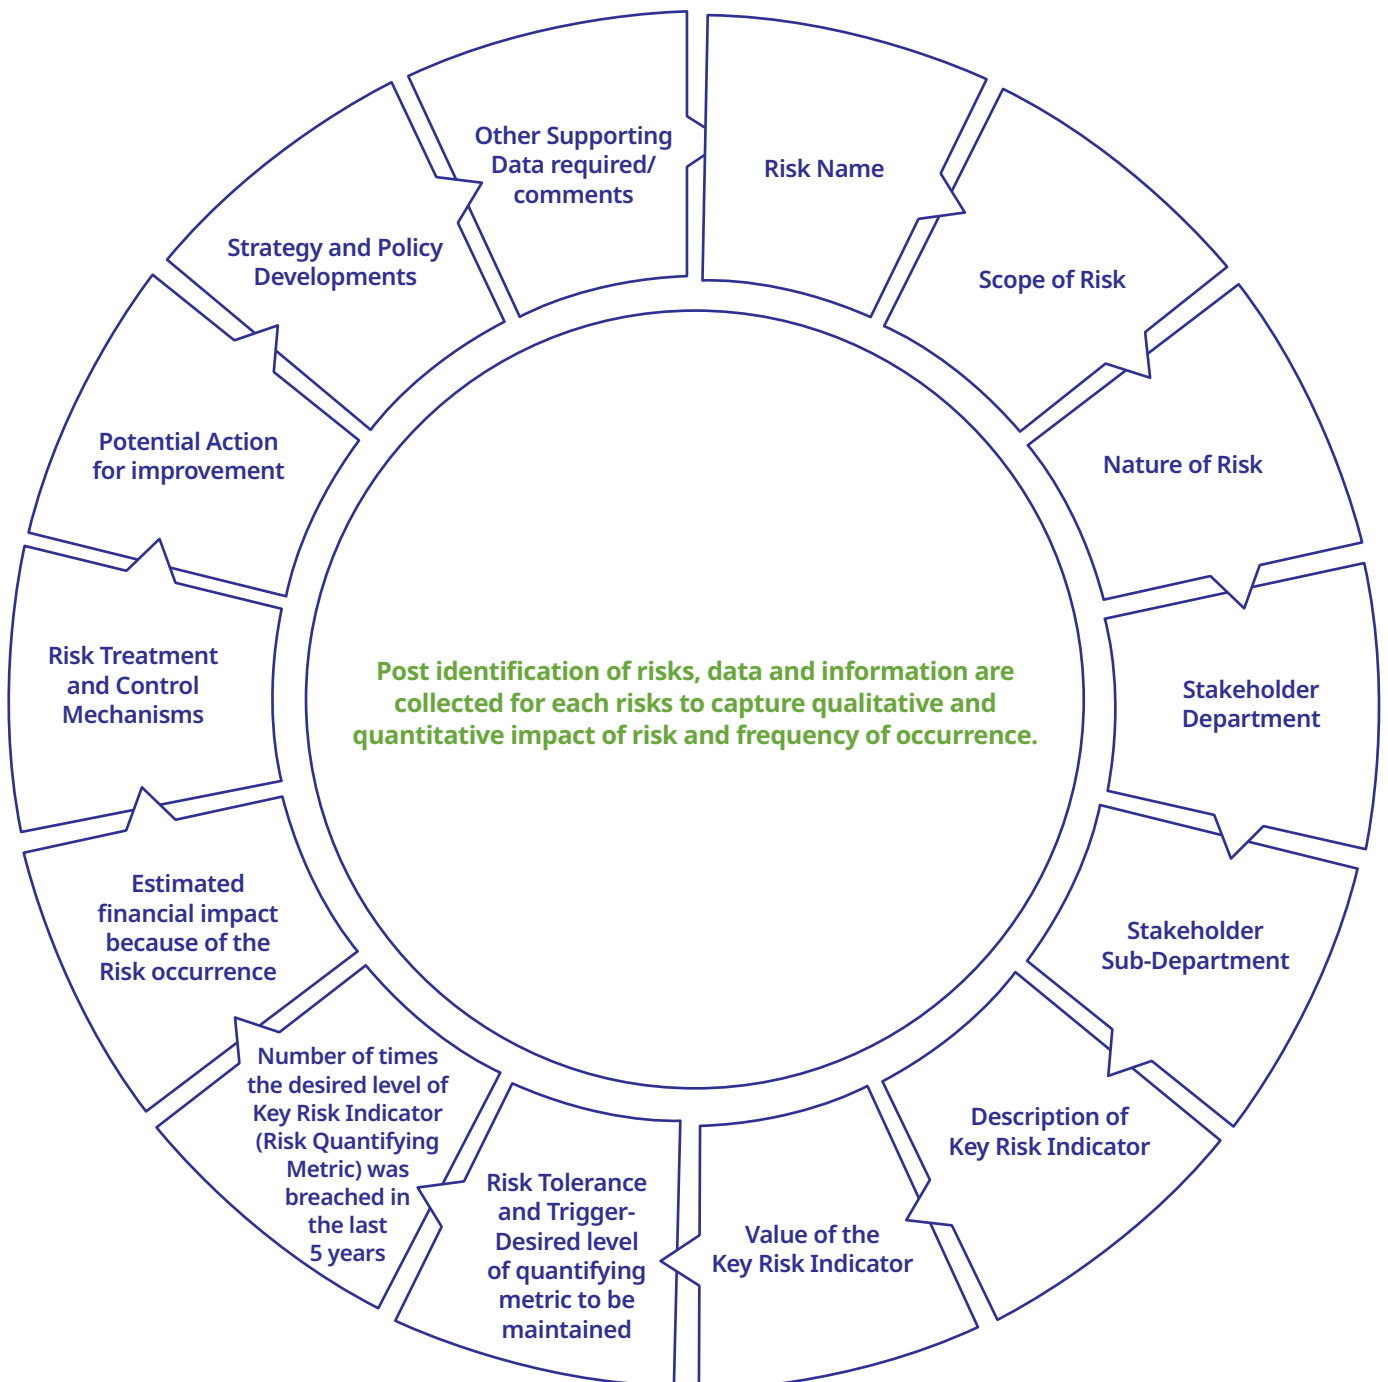 Risk Name
Scope of Risk
Nature of Risk
Stakeholder
Department
Stakeholder
Sub-Department
Description of
Key Risk Indicator
Value of the
Key Risk Indicator
Risk Tolerance
and Trigger-
Desired level
of quantifying
metric to be
maintained
Number of times
the desired level of
Key Risk Indicator
(Risk Quantifying
Metric) was
breached in
the last
5 years
Estimated
financial impact
because of the
Risk occurrence
Risk Treatment
and Control
Mechanisms
Potential Action
for improvement
Strategy and Policy
Developments
Other Supporting
Data required/
comments
Post identification of risks, data and information are
collected for each risks to capture qualitative and
quantitative impact of risk and frequency of occurrence.